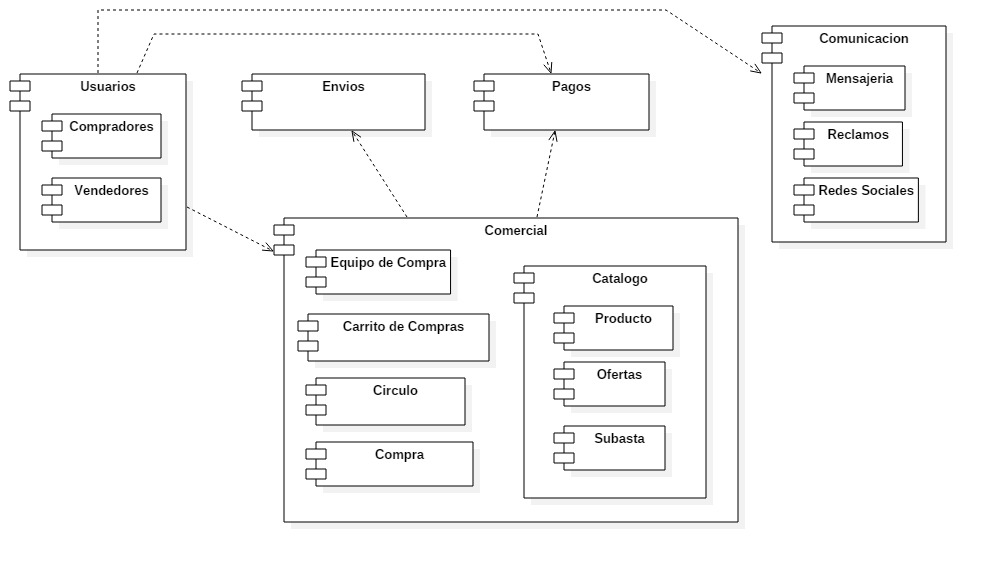 Usuarios
Compradores
Vendedores
Envios
Pagos
Comunicacion
Mensajeria
Reclamos
Redes Sociales
Comercial
Equipo de Compra
Carrito de Compras
Circulo
Compra
Catalogo
Producto
Ofertas
Subasta